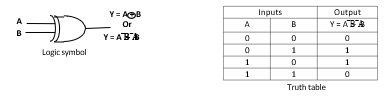 A
B
Y = A⊕B
Or
Y = A
Logic symbol
Inputs Output
A B Y = A
0 0 0
0 1 1
1 0 1
1 1 0
Truth table